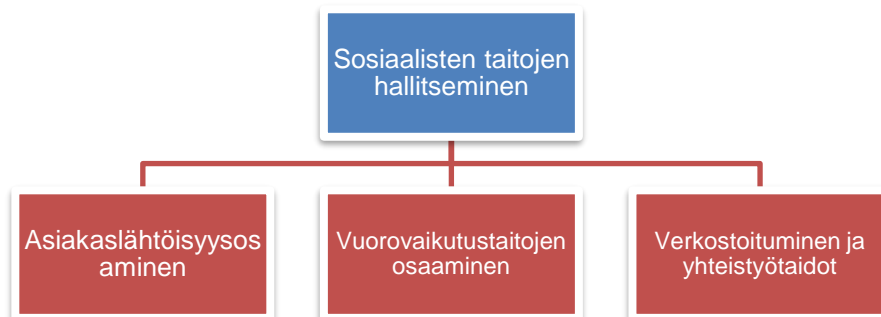 Sosiaalisten taitojen
hallitseminen
Asiakaslähtöisyysos
aminen
Vuorovaikutustaitojen
osaaminen
Verkostoituminen ja
yhteistyötaidot